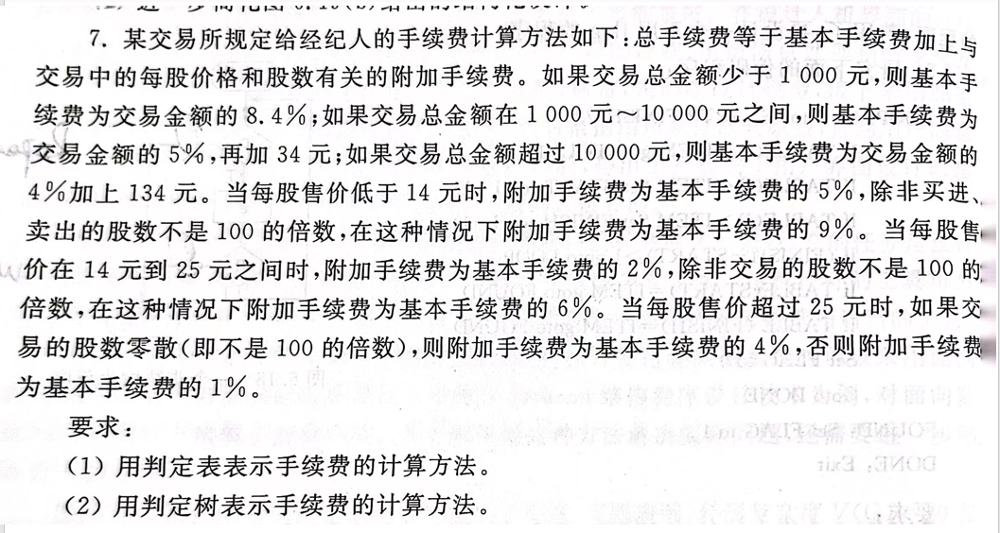 7. 某交易所规定给经纪人的手续费计算方法如下:总手续费等于基本手续费加上与
交易中的每股价格和股数有关的附加手续费。如果交易总金额少于 1 000 元,则基本手
续费为交易金额的 8.4%;如果交易总金额在 1 000 元~10 000 元之间,则基本手续费为
交易金额的 5%,再加 34 元;如果交易总金额超过 10000 元,则基本手续费为交易金额的
4%加上 134 元。当每股售价低于 14 元时,附加手续费为基本手续费的 5%,除非买进、
卖出的股数不是 100 的倍数,在这种情况下附加手续费为基本手续费的 9%。当每股售
价在 14 元到 25 元之间时,附加手续费为基本手续费的 2%,除非交易的股数不是 100 的
倍数,在这种情况下附加手续费为基本手续费的 6%。当每股售价超过 25 元时,如果交
易的股数零散(即不是 100 的倍数),则附加手续费为基本手续费的 4%,否则附加手续费
为基本手续费的 1%。
要求:
(1) 用判定表表示手续费的计算方法。
(2) 用判定树表示手续费的计算方法。